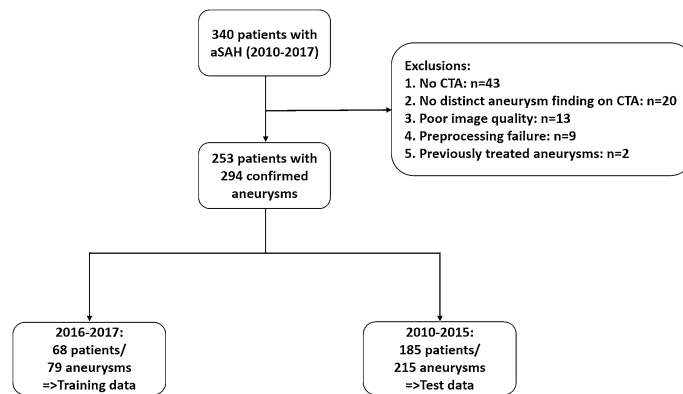 340 patients with
aSAH (2010-2017)
Exclusions:
1. No CTA: n=43
2. No distinct aneurysm finding on CTA: n=20
3. Poor image quality: n=13
4. Preprocessing failure: n=9
5. Previously treated aneurysms: n=2
253 patients with
294 confirmed
aneurysms
2016-2017:
68 patients/
79 aneurysms
=>Training data
2010-2015:
185 patients/
215 aneurysms
=>Test data